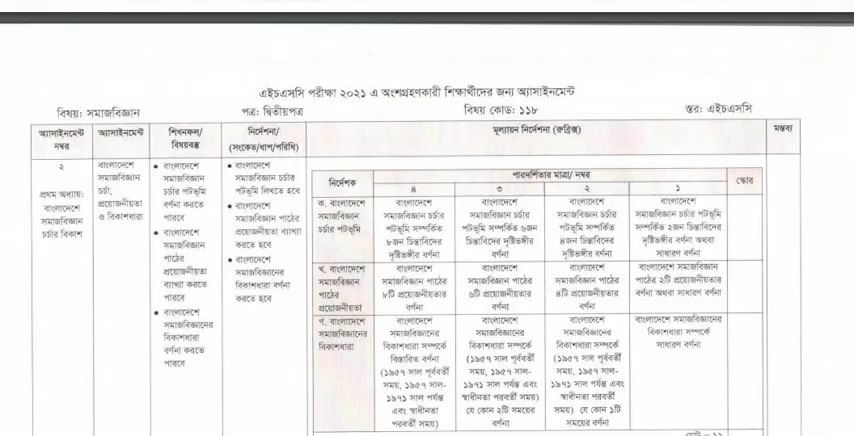 এইচএসসি পরীক্ষা ২০২১ এ অংশগ্রহণকারী শিক্ষার্থীদের জন্য অ্যাসাইনমেন্ট
বিষয়: সমাজবিজ্ঞান পত্র: দ্বিতীয়পত্র বিষয় কোড: ১১৮ স্তর: এইচএসসি
অ্যাসাইনমেন্ট নম্বর
অ্যাসাইনমেন্ট
শিখনফল/
বিষয়বস্তু
নির্দেশনা/
(সংকেত/ধাপ/পরিধি)
মূল্যায়ন নির্দেশনা (রুব্রিক্স)
মন্তব্য
২
প্রথম অধ্যায়:
বাংলাদেশে
সমাজবিজ্ঞান
চর্চার বিকাশ
বাংলাদেশে
সমাজবিজ্ঞান
চর্চা,
প্রয়োজনীয়তা
ও বিকাশধারা
• বাংলাদেশে
সমাজবিজ্ঞান
চর্চার পটভূমি
বর্ণনা করতে
পারবে
• বাংলাদেশে
সমাজবিজ্ঞান
পাঠের
প্রয়োজনীয়তা
ব্যাখ্যা করতে
পারবে
• বাংলাদেশে
সমাজবিজ্ঞানের
বিকাশধারা
বর্ণনা করতে
পারবে
• বাংলাদেশে
সমাজবিজ্ঞান চর্চার
পটভূমি লিখতে হবে
• বাংলাদেশে
সমাজবিজ্ঞান পাঠের
প্রয়োজনীয়তা ব্যাখ্যা
করতে হবে
• বাংলাদেশে
সমাজবিজ্ঞানের
বিকাশধারা বর্ণনা
করতে হবে
নির্দেশক
পারদর্শিতার মাত্রা/ নম্বর
স্কোর
৪ ৩ ২ ১
ক. বাংলাদেশে
সমাজবিজ্ঞান
চর্চার পটভূমি
বাংলাদেশে
সমাজবিজ্ঞান চর্চার
পটভূমি সম্পর্কিত
৮জন চিন্তাবিদের
দৃষ্টিভঙ্গীর বর্ণনা
বাংলাদেশে
সমাজবিজ্ঞান চর্চার
পটভূমি সম্পর্কিত ৬জন
চিন্তাবিদের দৃষ্টিভঙ্গীর
বর্ণনা
বাংলাদেশে
সমাজবিজ্ঞান চর্চার
পটভূমি সম্পর্কিত
৪জন চিন্তাবিদের
দৃষ্টিভঙ্গীর বর্ণনা
বাংলাদেশে
সমাজবিজ্ঞান চর্চার পটভূমি
সম্পর্কিত ২জন চিন্তাবিদের
দৃষ্টিভঙ্গীর বর্ণনা অথবা
সাধারণ বর্ণনা
খ. বাংলাদেশে
সমাজবিজ্ঞান
পাঠের
প্রয়োজনীয়তা
বাংলাদেশে
সমাজবিজ্ঞান পাঠের
৮টি প্রয়োজনীয়তার
বর্ণনা
বাংলাদেশে
সমাজবিজ্ঞান পাঠের
৬টি প্রয়োজনীয়তার
বর্ণনা
বাংলাদেশে
সমাজবিজ্ঞান পাঠের
৪টি প্রয়োজনীয়তার
বর্ণনা
বাংলাদেশে সমাজবিজ্ঞান
পাঠের ২টি প্রয়োজনীয়তার
বর্ণনা অথবা সাধারণ বর্ণনা
গ. বাংলাদেশে
সমাজবিজ্ঞানের
বিকাশধারা
বাংলাদেশে
সমাজবিজ্ঞানের
বিকাশধারা সম্পর্কে
বিস্তারিত বর্ণনা
(১৯৫৭ সাল পূর্ববর্তী
সময়, ১৯৫৭ সাল-
১৯৭১ সাল পর্যন্ত
এবং স্বাধীনতা
পরবর্তী সময়)
বাংলাদেশে
সমাজবিজ্ঞানের
বিকাশধারা সম্পর্কে
(১৯৫৭ সাল পূর্ববর্তী
সময়, ১৯৫৭ সাল-
১৯৭১ সাল পর্যন্ত এবং
স্বাধীনতা পরবর্তী সময়)
যে কোন ২টি সময়ের
বর্ণনা
বাংলাদেশে
সমাজবিজ্ঞানের
বিকাশধারা সম্পর্কে
(১৯৫৭ সাল পূর্ববর্তী
সময়, ১৯৫৭ সাল-
১৯৭১ সাল পর্যন্ত এবং
স্বাধীনতা পরবর্তী
সময়) যে কোন ১টি
সময়ের বর্ণনা
বাংলাদেশে সমাজবিজ্ঞানের
বিকাশধারা সম্পর্কে
সাধারণ বর্ণনা